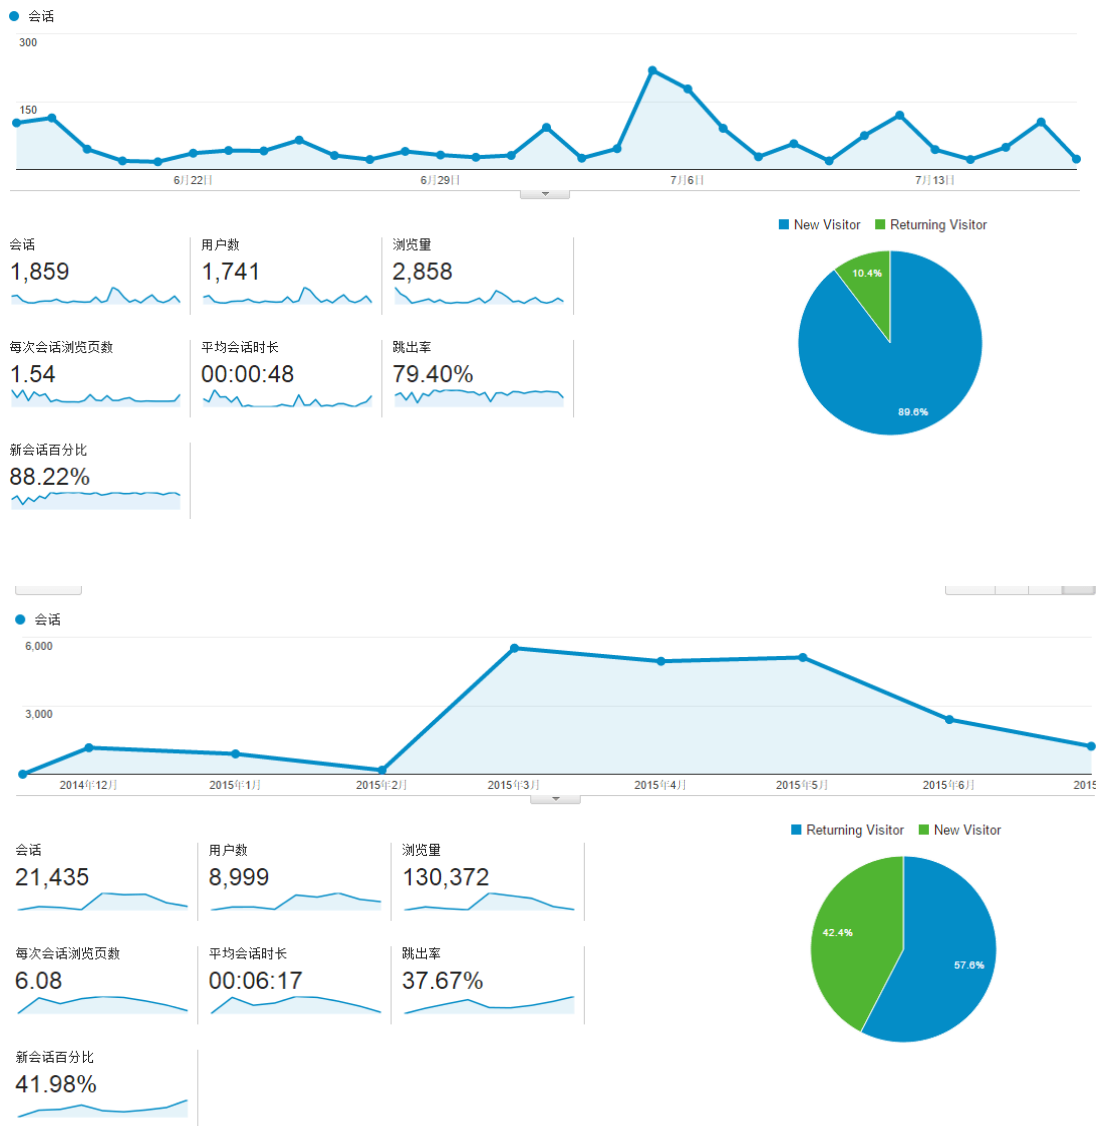 会话
300
150
6月22日
6月29日
7月6日
7月13日
New Visitor
Returning Visitor
会话
用户数
浏览量
1,859
1,741
2,858
每次会话浏览页数
平均会话时长
跳出率
1.54
00:00:48
79.40%
新会话百分比
88.22%
10.4%
89.6%
会话
6,000
3,000
2014年12月
2015年1月
2015年2月
2015年3月
2015年4月
2015年5月
2015年6月
2015
Returning Visitor
New Visitor
会话
用户数
浏览量
21,435
8,999
130,372
每次会话浏览页数
平均会话时长
跳出率
6.08
00:06:17
37.67%
新会话百分比
41.98%
42.4%
57.6%